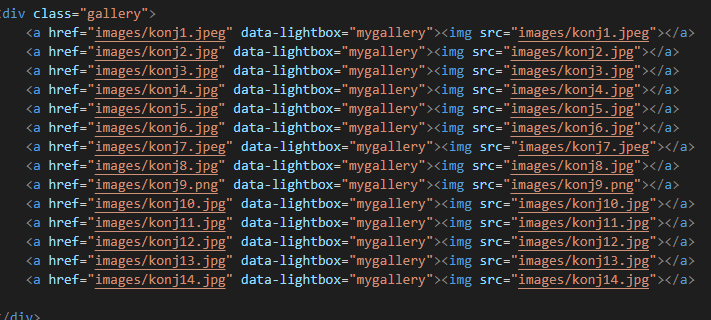 div class="gallery">
<a href="images/konj1.jpeg" data-lightbox="mygallery"><img src="images/konj1.jpeg"></a>
<a href="images/konj2.jpg" data-lightbox="mygallery"><img src="images/konj2.jpg"></a>
<a href="images/konj3.jpg" data-lightbox="mygallery"><img src="images/konj3.jpg"></a>
<a href="images/konj4.jpg" data-lightbox="mygallery"><img src="images/konj4.jpg"></a>
<a href="images/konj5.jpg" data-lightbox="mygallery"><img src="images/konj5.jpg"></a>
<a href="images/konj6.jpg" data-lightbox="mygallery"><img src="images/konj6.jpg"></a>
<a href="images/konj7.jpeg" data-lightbox="mygallery"><img src="images/konj7.jpeg"></a>
<a href="images/konj8.jpg" data-lightbox="mygallery"><img src="images/konj8.jpg"></a>
<a href="images/konj9.png" data-lightbox="mygallery"><img src="images/konj9.png"></a>
<a href="images/konj10.jpg" data-lightbox="mygallery"><img src="images/konj10.jpg"></a>
<a href="images/konj11.jpg" data-lightbox="mygallery"><img src="images/konj11.jpg"></a>
<a href="images/konj12.jpg" data-lightbox="mygallery"><img src="images/konj12.jpg"></a>
<a href="images/konj13.jpg" data-lightbox="mygallery"><img src="images/konj13.jpg"></a>
<a href="images/konj14.jpg" data-lightbox="mygallery"><img src="images/konj14.jpg"></a>
/div>